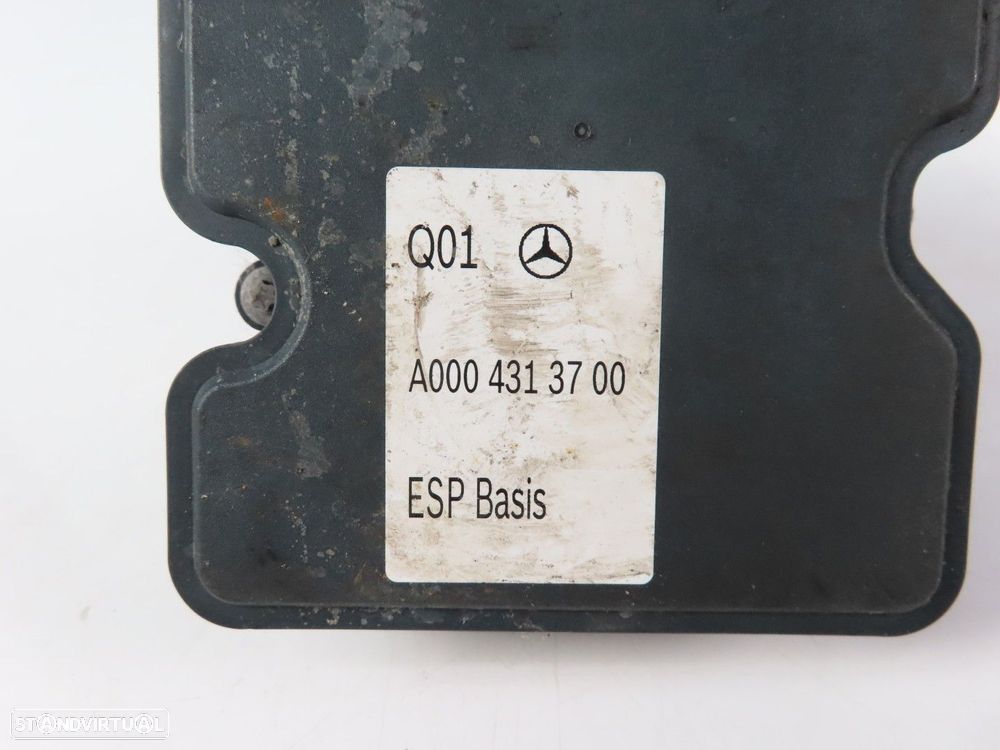 Q01
A000 431 37 00
ESP Basis
STANDVIRTUAL